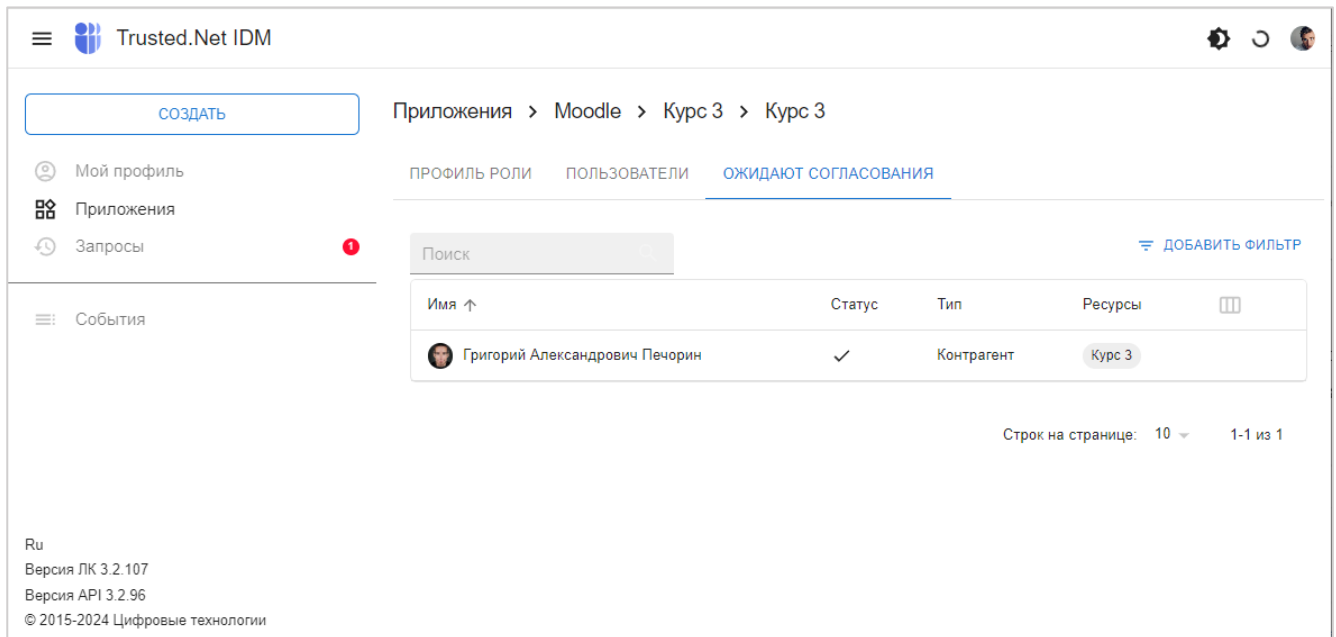 Trusted.Net IDM
СОЗДАТЬ
Мой профиль
Приложения
Запросы
1
События
Приложения > Moodle > Курс 3 > Курс 3
ПРОФИЛЬ РОЛИ ПОЛЬЗОВАТЕЛИ ОЖИДАЮТ СОГЛАСОВАНИЯ
Поиск
ДОБАВИТЬ ФИЛЬТР
Имя Статус Тип Ресурсы
Григорий Александрович Печорин Контрагент Курс 3
Строк на странице: 10 1-1 из 1
Ru
Версия ЛК 3.2.107
Версия API 3.2.96
© 2015-2024 Цифровые технологии